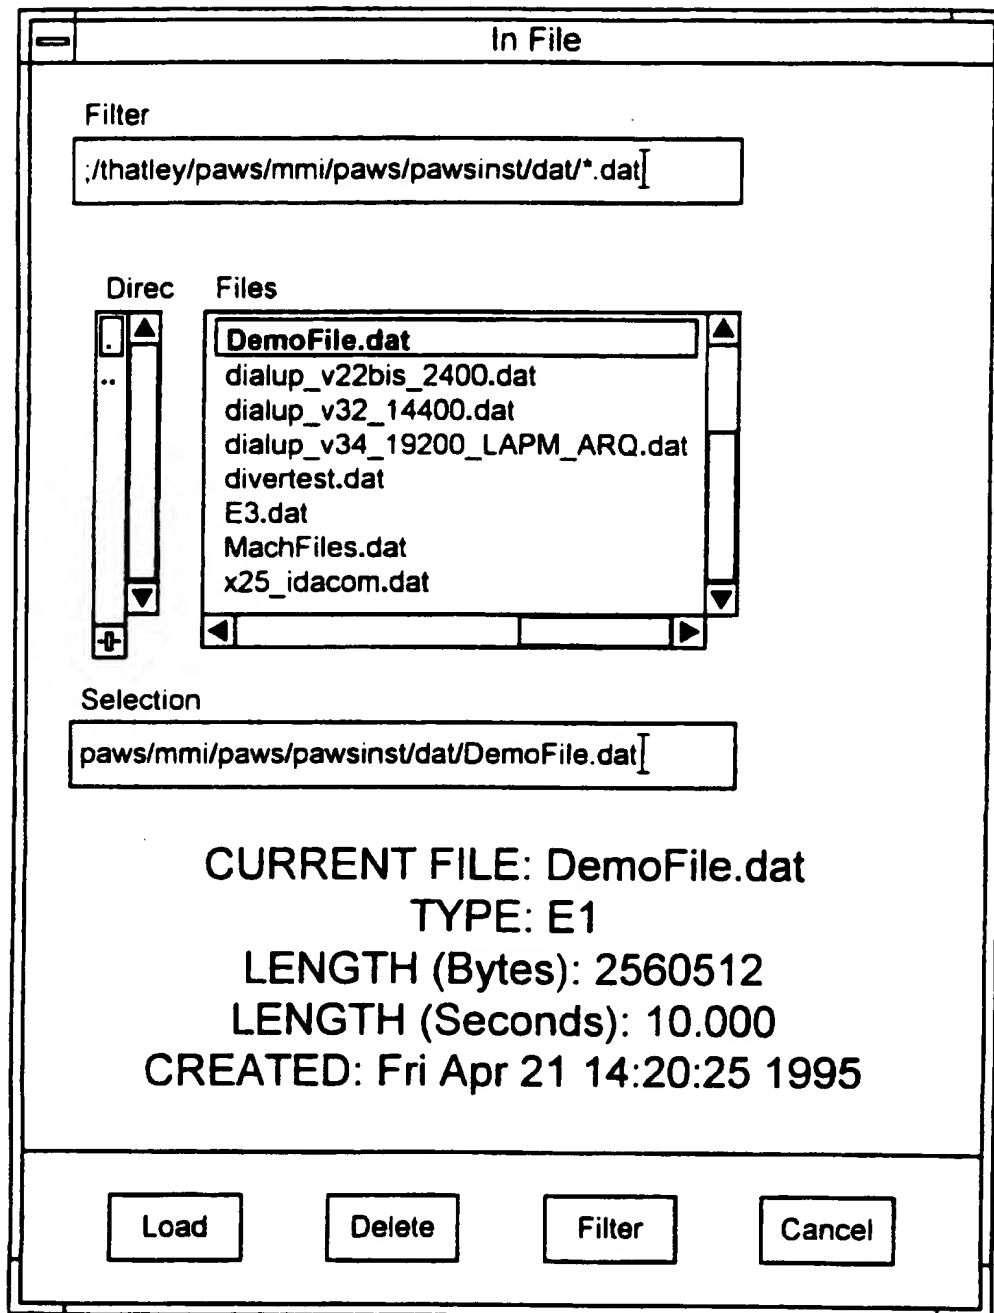 In File
Filter
;/thatley/paws/mmi/paws/pawsinst/dat/*.dat
Direc Files
.
..
DemoFile.dat
dialup_v22bis_2400.dat
dialup_v32_14400.dat
dialup_v34_19200_LAPM_ARQ.dat
divertest.dat
E3.dat
MachFiles.dat
x25_idacom.dat
Selection
paws/mmi/paws/pawsinst/dat/DemoFile.dat
CURRENT FILE: DemoFile.dat
TYPE: E1
LENGTH (Bytes): 2560512
LENGTH (Seconds): 10.000
CREATED: Fri Apr 21 14:20:25 1995
Load Delete Filter Cancel